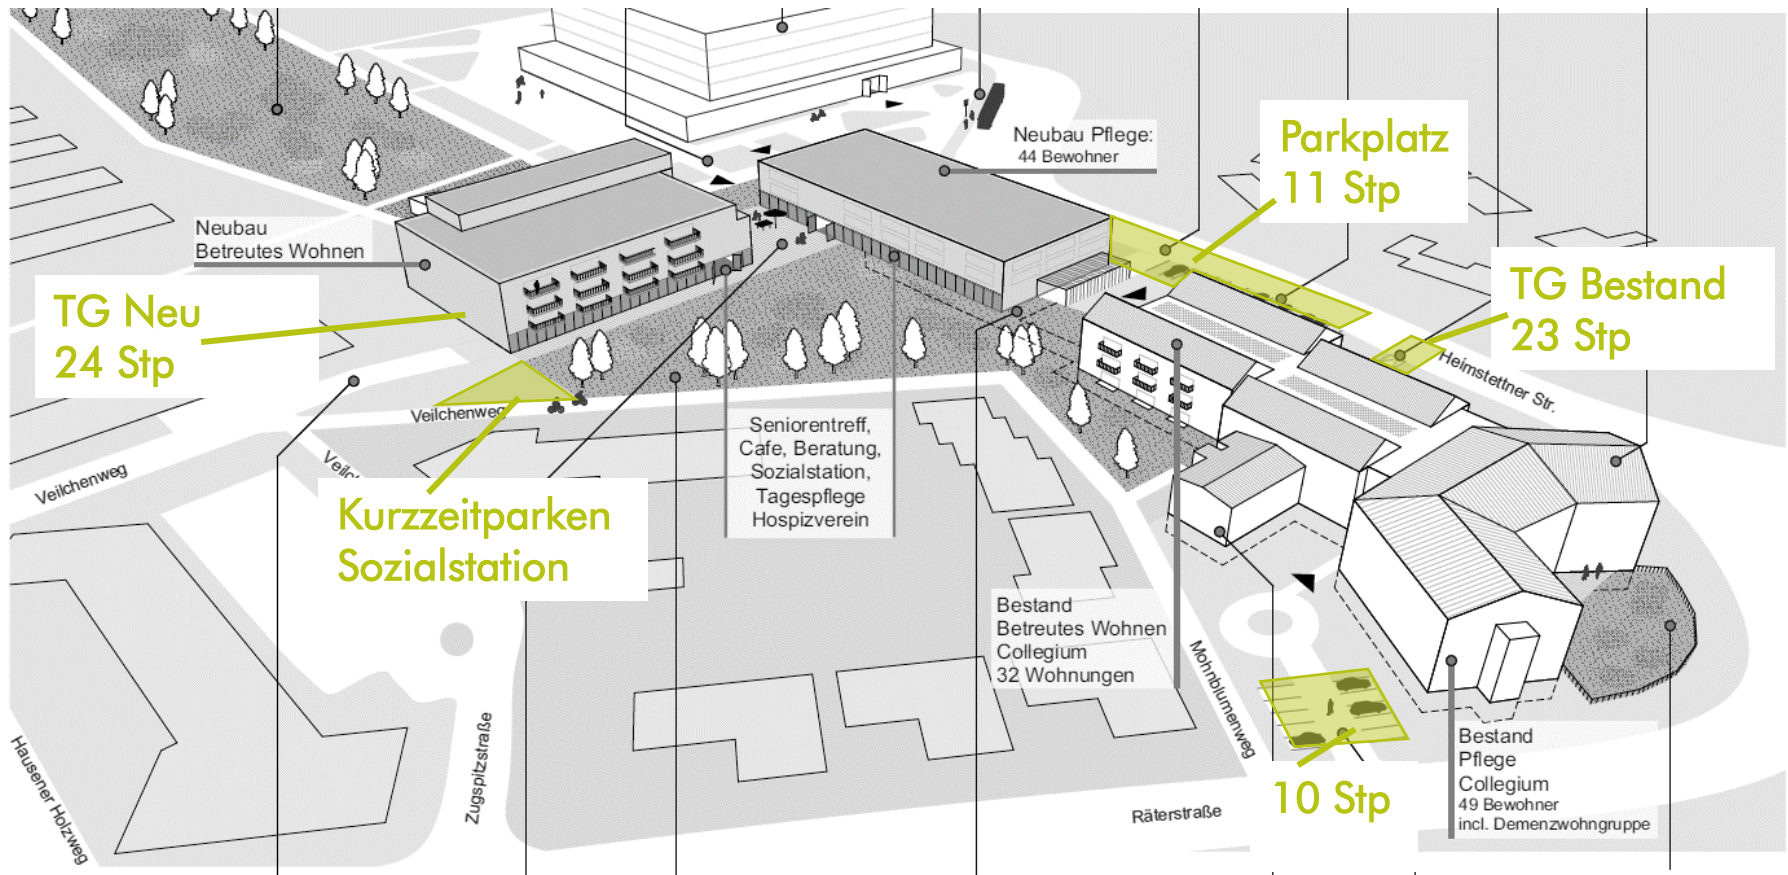 Neubau Pflege:
44 Bewohner
Parkplatz
11 Stp
Neubau
Betreutes Wohnen
TG Neu
24 Stp
TG Bestand
23 Stp
Heimstettner Str.
Veilchenweg
Seniorentreff,
Cafe, Beratung,
Sozialstation,
Tagespflege
Hospizverein
Veilchenweg
Veilc
Kurzzeitparken
Sozialstation
Bestand
Betreutes Wohnen
Collegium
32 Wohnungen
Mohnblumenweg
Zugspitzstraße
Hausener Holzweg
10 Stp
Räterstraße
Bestand
Pflege
Collegium
49 Bewohner
incl. Demenzwohngruppe